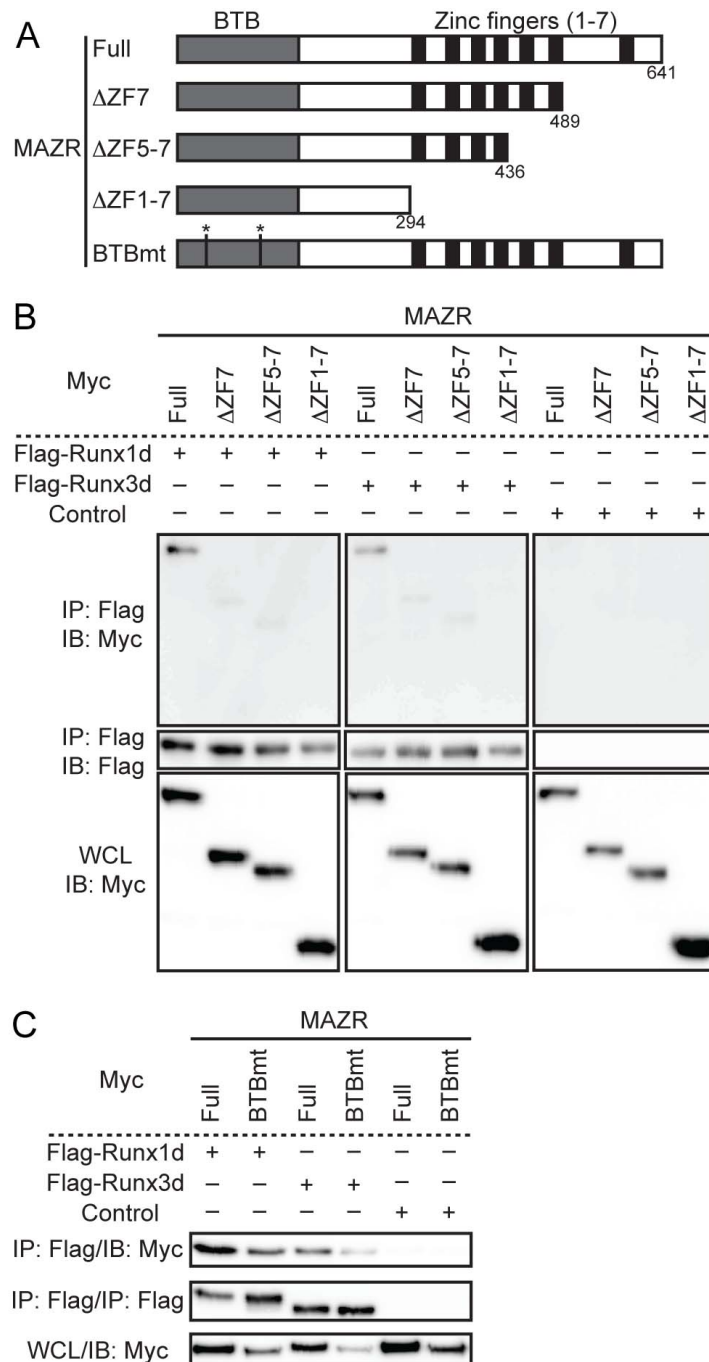 A
BTB Zinc fingers (1-7)
Full
641
ΔZF7
489
MAZR
ΔZF5-7
436
ΔZF1-7
294
* *
BTBmt
B
MAZR
Myc Full ΔZF7 ΔZF5-7 ΔZF1-7 Full ΔZF7 ΔZF5-7 ΔZF1-7 Full ΔZF7 ΔZF5-7 ΔZF1-7
Flag-Runx1d + + + + − − − − − − − −
Flag-Runx3d − − − − + + + + − − − −
Control − − − − − − − − + + + +
IP: Flag
IB: Myc
IP: Flag
IB: Flag
WCL
IB: Myc
C
MAZR
Myc Full BTBmt Full BTBmt Full BTBmt
Flag-Runx1d + + − − − −
Flag-Runx3d − − + + − −
Control − − − − + +
IP: Flag/IB: Myc
IP: Flag/IP: Flag
WCL/IB: Myc